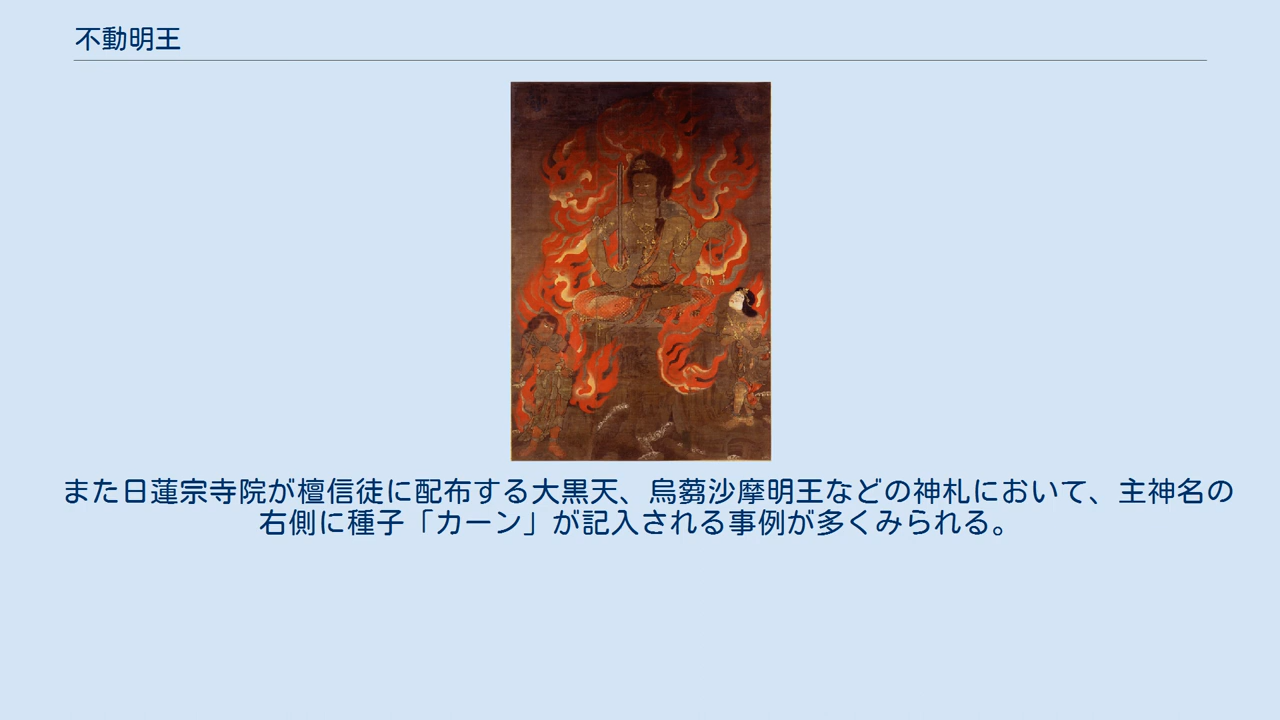 不動明王
また日蓮宗寺院が檀信徒に配布する大黒天、烏蒭沙摩明王などの神札において、主神名の
右側に種子「カーン」が記入される事例が多くみられる。